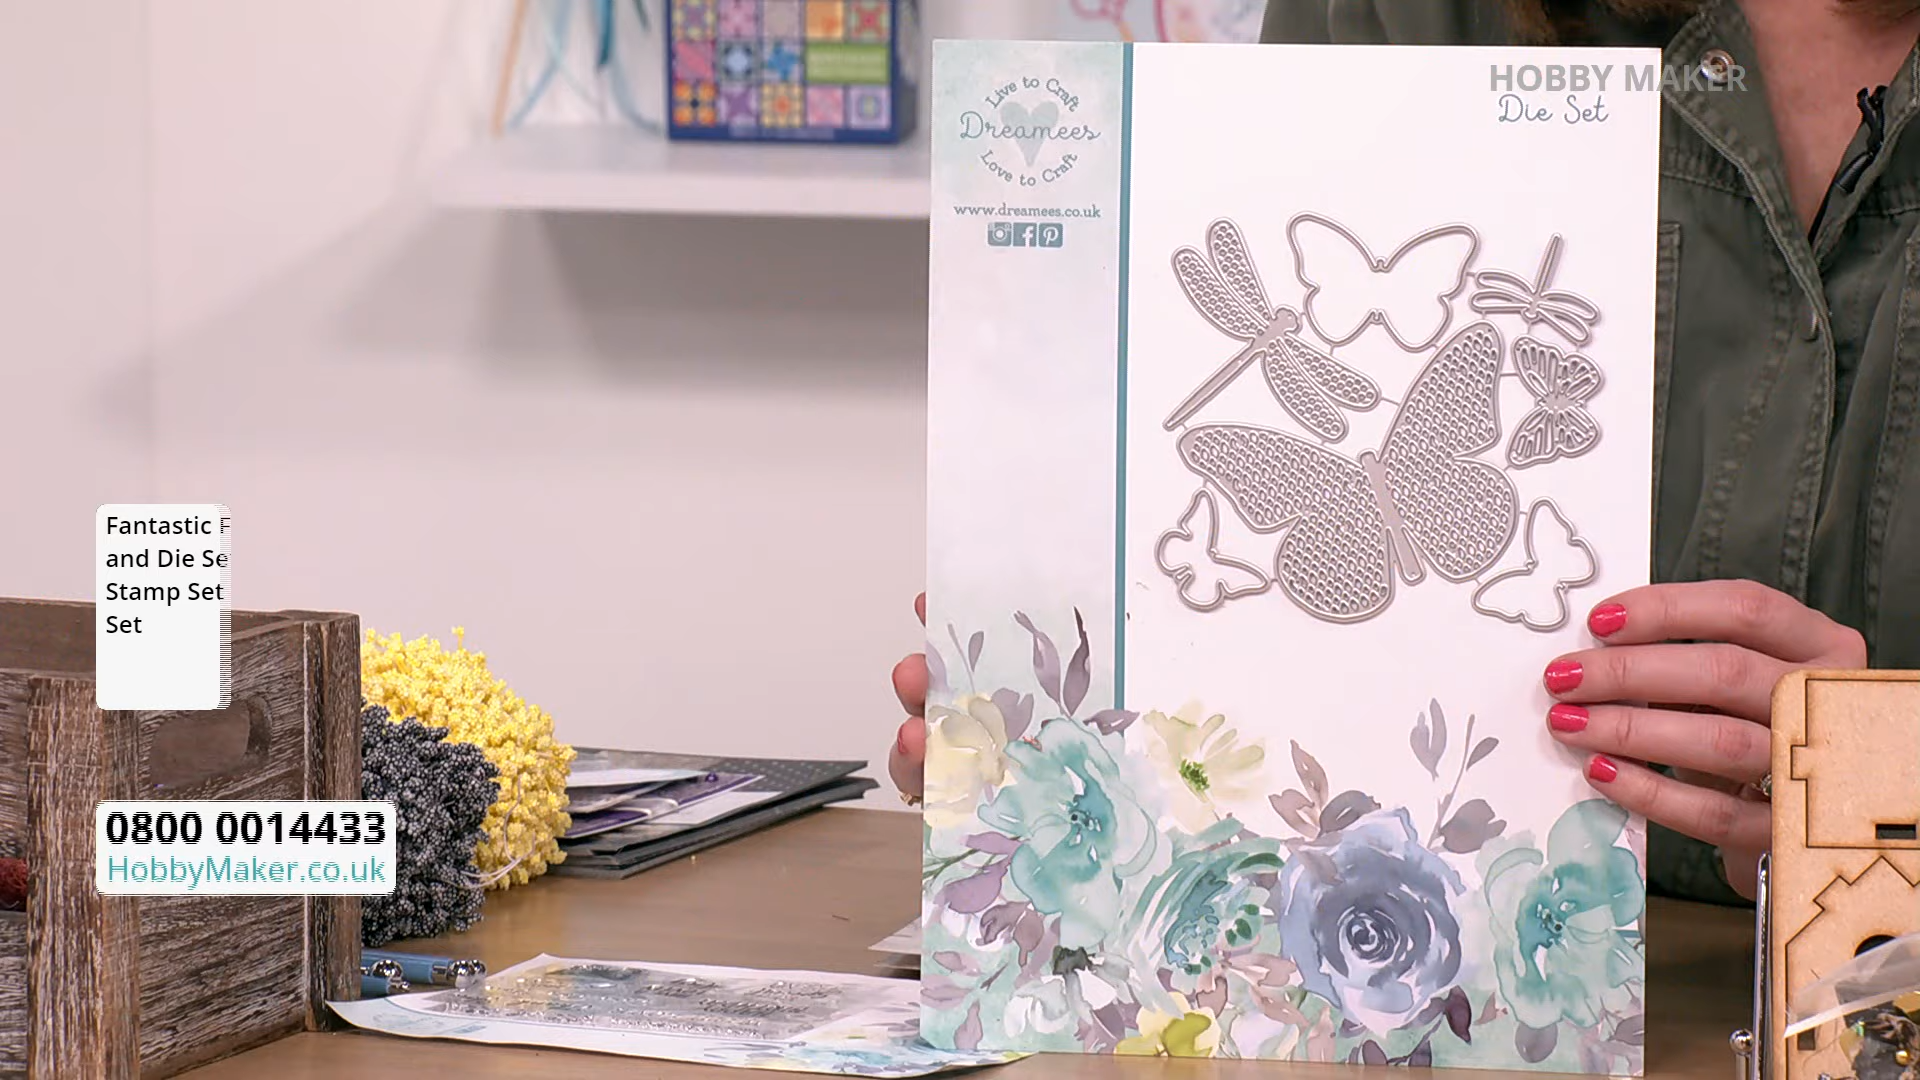 HOBBY MAKER
Live to Craft
Dreamees
Love to Craft
www.dreamees.co.uk
Die Set
Fantastic F
and Die Se
Stamp Set
Set
0800 0014433
HobbyMaker.co.uk